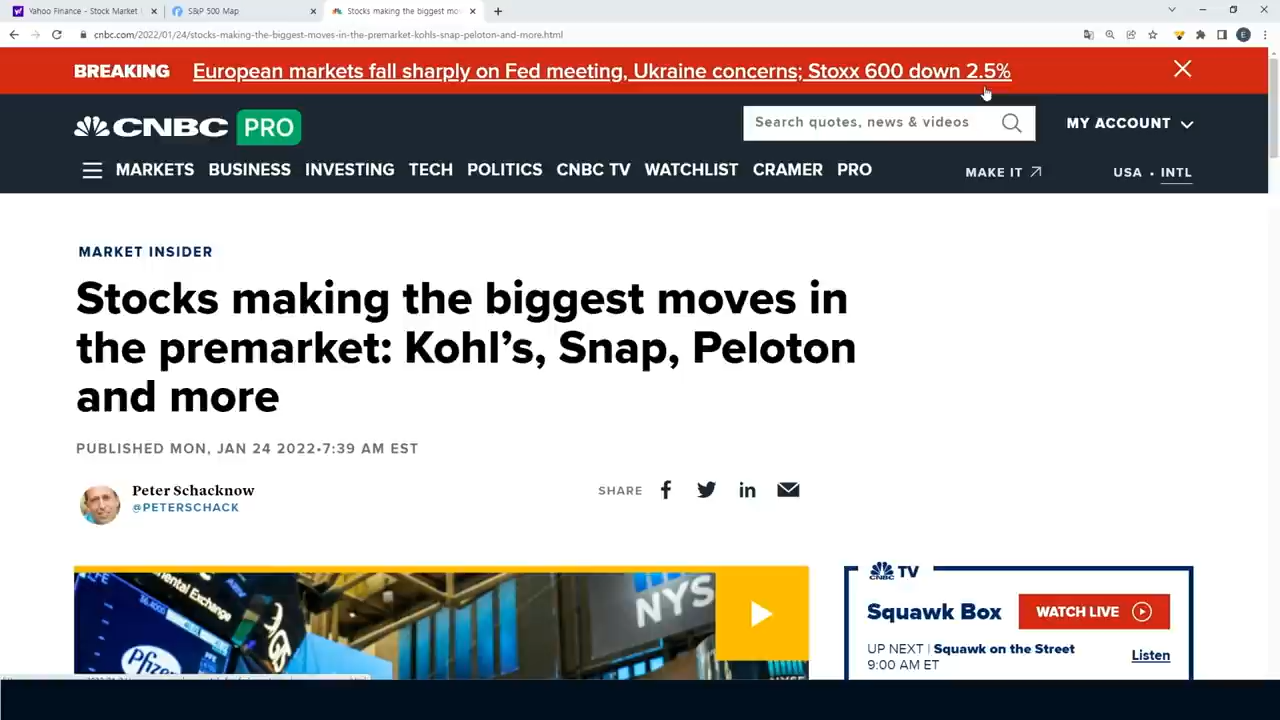 Yahoo Finance - Stock Market
S&P 500 Map
Stocks making the biggest mo
cnbc.com/2022/01/24/stocks-making-the-biggest-moves-in-the-premarket-kohls-snap-peloton-and-more.html
E
BREAKING
European markets fall sharply on Fed meeting, Ukraine concerns; Stoxx 600 down 2.5%
CNBC PRO
Search quotes, news & videos
MY ACCOUNT
MARKETS BUSINESS INVESTING TECH POLITICS CNBC TV WATCHLIST CRAMER PRO
MAKE IT
USA • INTL
MARKET INSIDER
Stocks making the biggest moves in
the premarket: Kohl’s, Snap, Peloton
and more
PUBLISHED MON, JAN 24 2022•7:39 AM EST
Peter Schacknow
@PETERSCHACK
SHARE
NYS
Pfizer
CNBC TV
Squawk Box
WATCH LIVE
UP NEXT | Squawk on the Street
9:00 AM ET
Listen